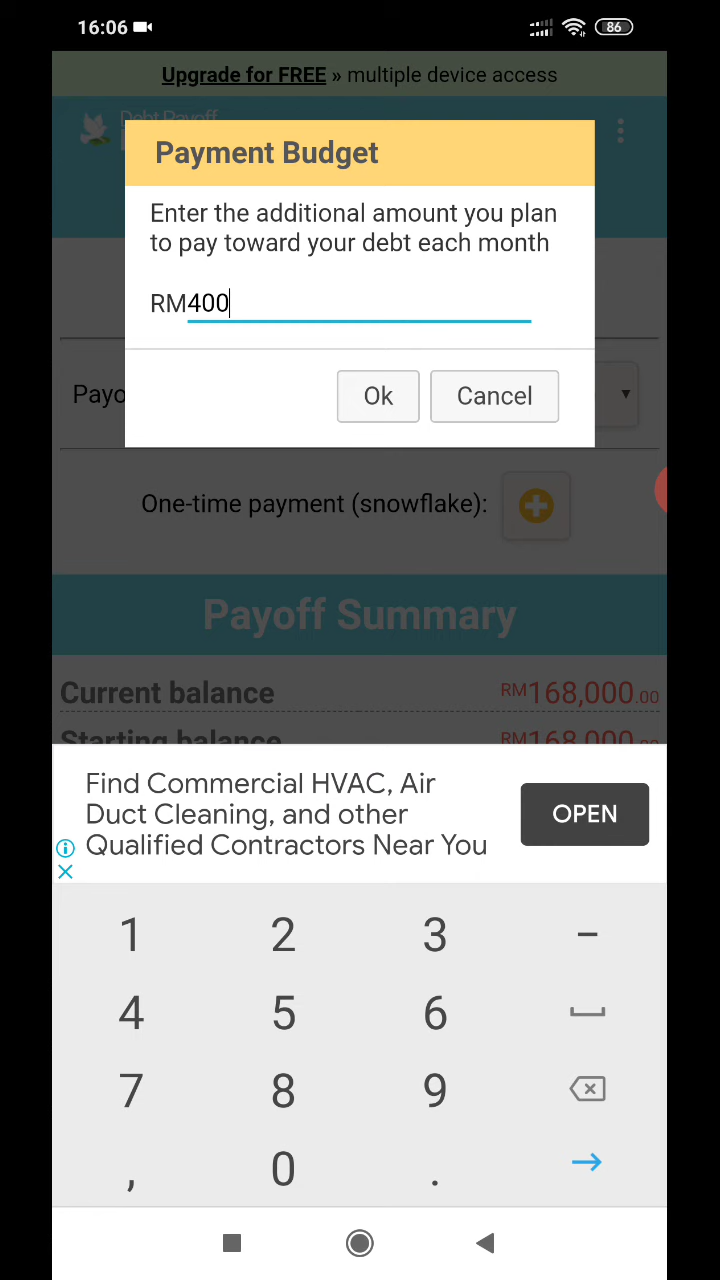 16:06
86
Upgrade for FREE » multiple device access
Debt Payoff
Payment Budget
Enter the additional amount you plan
to pay toward your debt each month
RM400
Ok Cancel
Payo
One-time payment (snowflake):
Payoff Summary
Current balance RM168,000.00
Starting balance RM168,000.00
Find Commercial HVAC, Air
Duct Cleaning, and other
Qualified Contractors Near You
OPEN
1 2 3 −
4 5 6
7 8 9
, 0 .